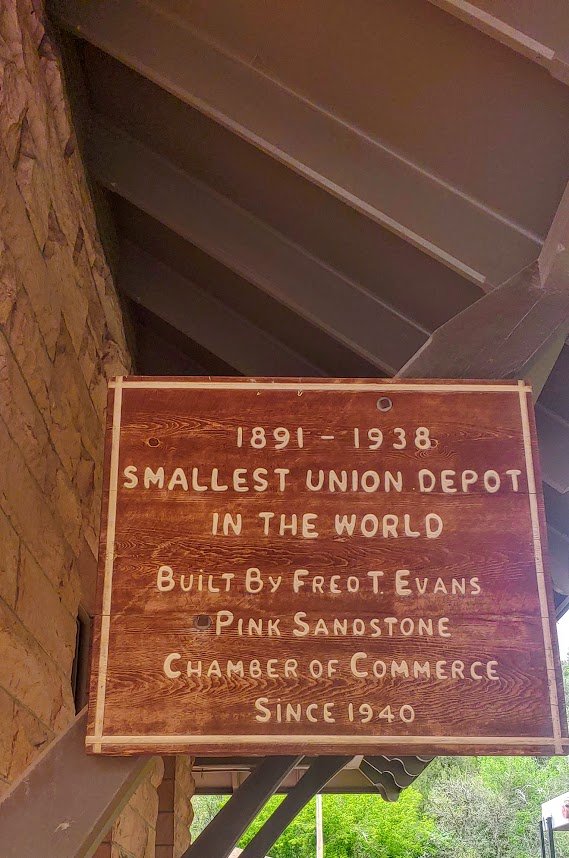 1891 - 1938
SMALLEST UNION DEPOT
IN THE WORLD
BUILT BY FRED T. EVANS
PINK SANDSTONE
CHAMBER OF COMMERCE
SINCE 1940